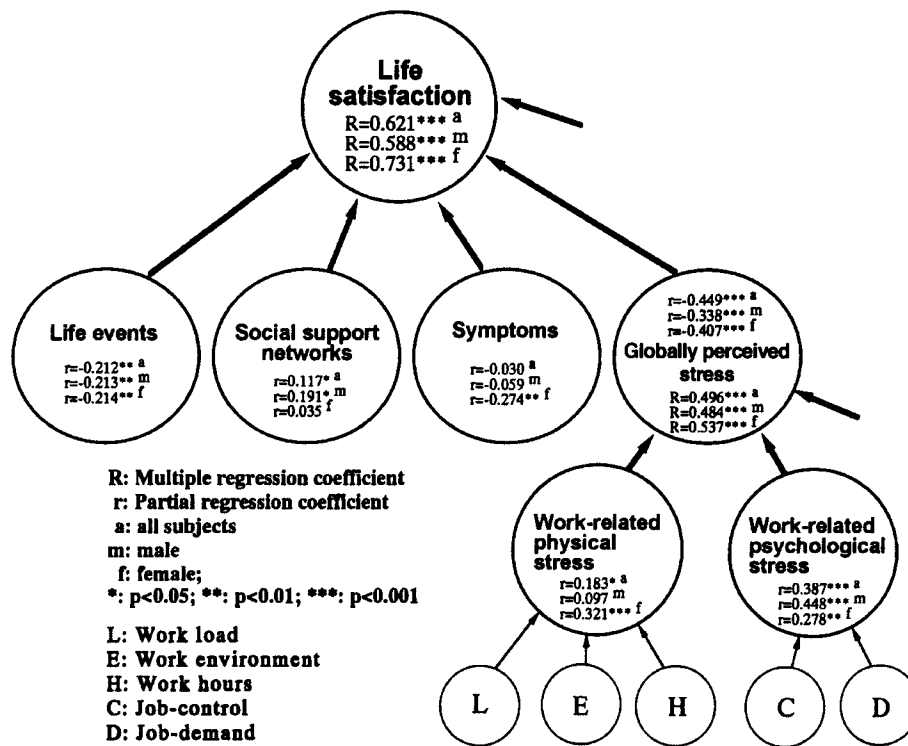 Life
satisfaction
R=0.621*** a
R=0.588*** m
R=0.731*** f
Life events
r=-0.212** a
r=-0.213** m
r=-0.214** f
Social support
networks
r=0.117* a
r=0.191* m
r=0.035 f
Symptoms
r=-0.030 a
r=-0.059 m
r=-0.274** f
r=-0.449*** a
r=-0.338*** m
r=-0.407*** f
Globally perceived
stress
R=0.496*** a
R=0.484*** m
R=0.537*** f
R: Multiple regression coefficient
r: Partial regression coefficient
a: all subjects
m: male
f: female;
*: p<0.05; **: p<0.01; ***: p<0.001
L: Work load
E: Work environment
H: Work hours
C: Job-control
D: Job-demand
Work-related
physical
stress
r=0.183* a
r=0.097 m
r=0.321*** f
Work-related
psychological
stress
r=0.387*** a
r=0.448*** m
r=0.278** f
L
E
H
C
D